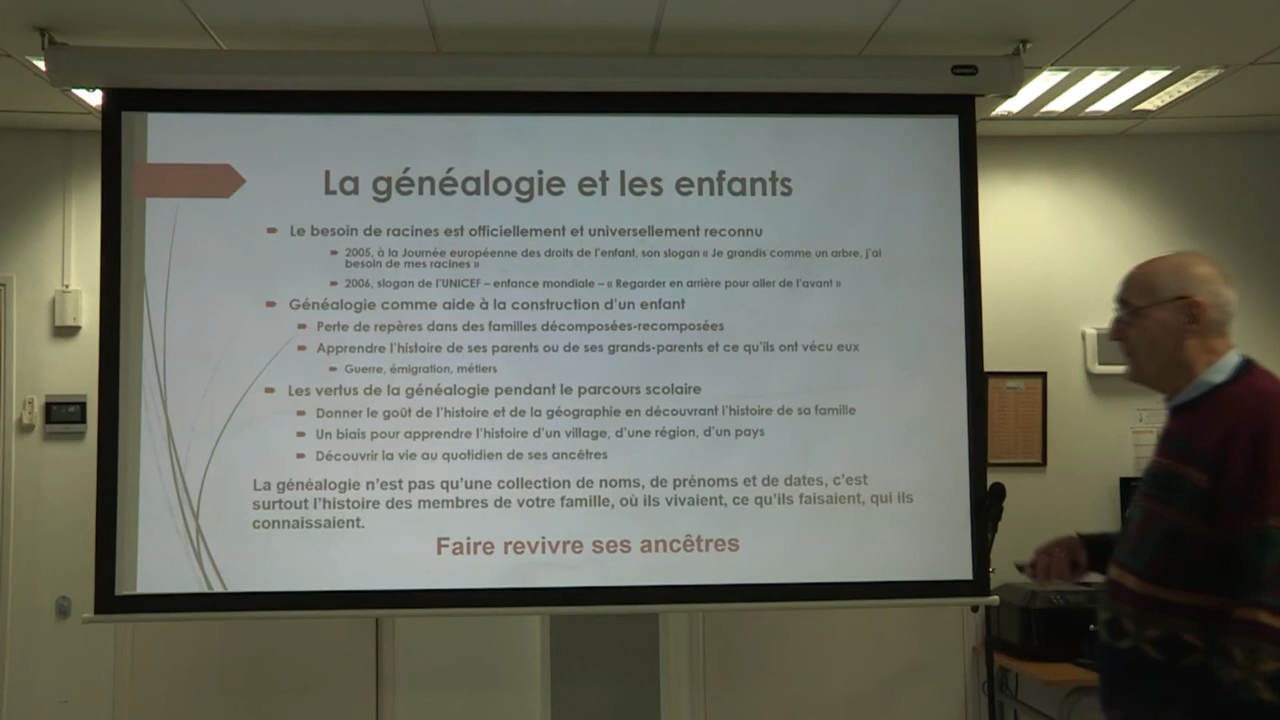 La généalogie et les enfants
Le besoin de racines est officiellement et universellement reconnu
2005, à la Journée européenne des droits de l'enfant, son slogan « Je grandis comme un arbre, j'ai
besoin de mes racines »
2006, slogan de l'UNICEF – enfance mondiale – « Regarder en arrière pour aller de l'avant »
Généalogie comme aide à la construction d'un enfant
Perte de repères dans des familles décomposées-recomposées
Apprendre l'histoire de ses parents ou de ses grands-parents et ce qu'ils ont vécu eux
Guerre, émigration, métiers
Les vertus de la généalogie pendant le parcours scolaire
Donner le goût de l'histoire et de la géographie en découvrant l'histoire de sa famille
Un biais pour apprendre l'histoire d'un village, d'une région, d'un pays
Découvrir la vie au quotidien de ses ancêtres
La généalogie n'est pas qu'une collection de noms, de prénoms et de dates, c'est
surtout l'histoire des membres de votre famille, où ils vivaient, ce qu'ils faisaient, qui ils
connaissaient.
Faire revivre ses ancêtres